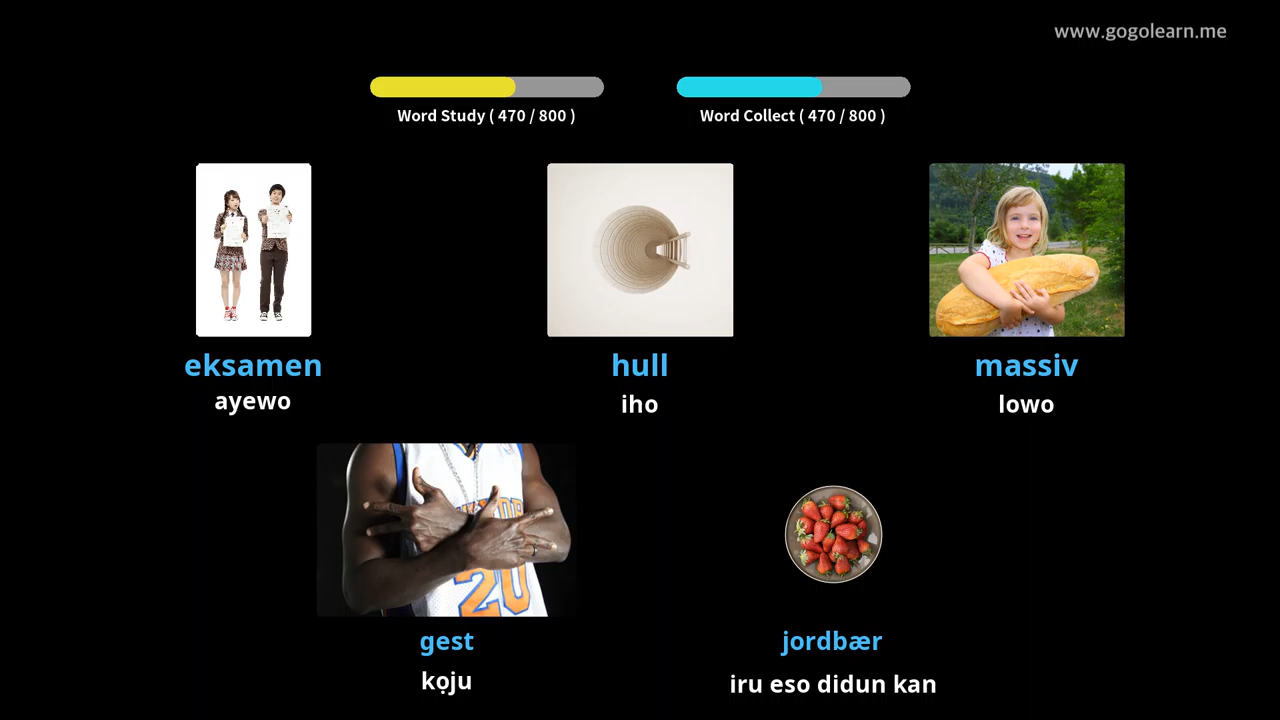 www.gogolearn.me
Word Study ( 470 / 800 )
Word Collect ( 470 / 800 )
eksamen
ayewo
hull
iho
massiv
lowo
20
gest
kọju
jordbær
iru eso didun kan